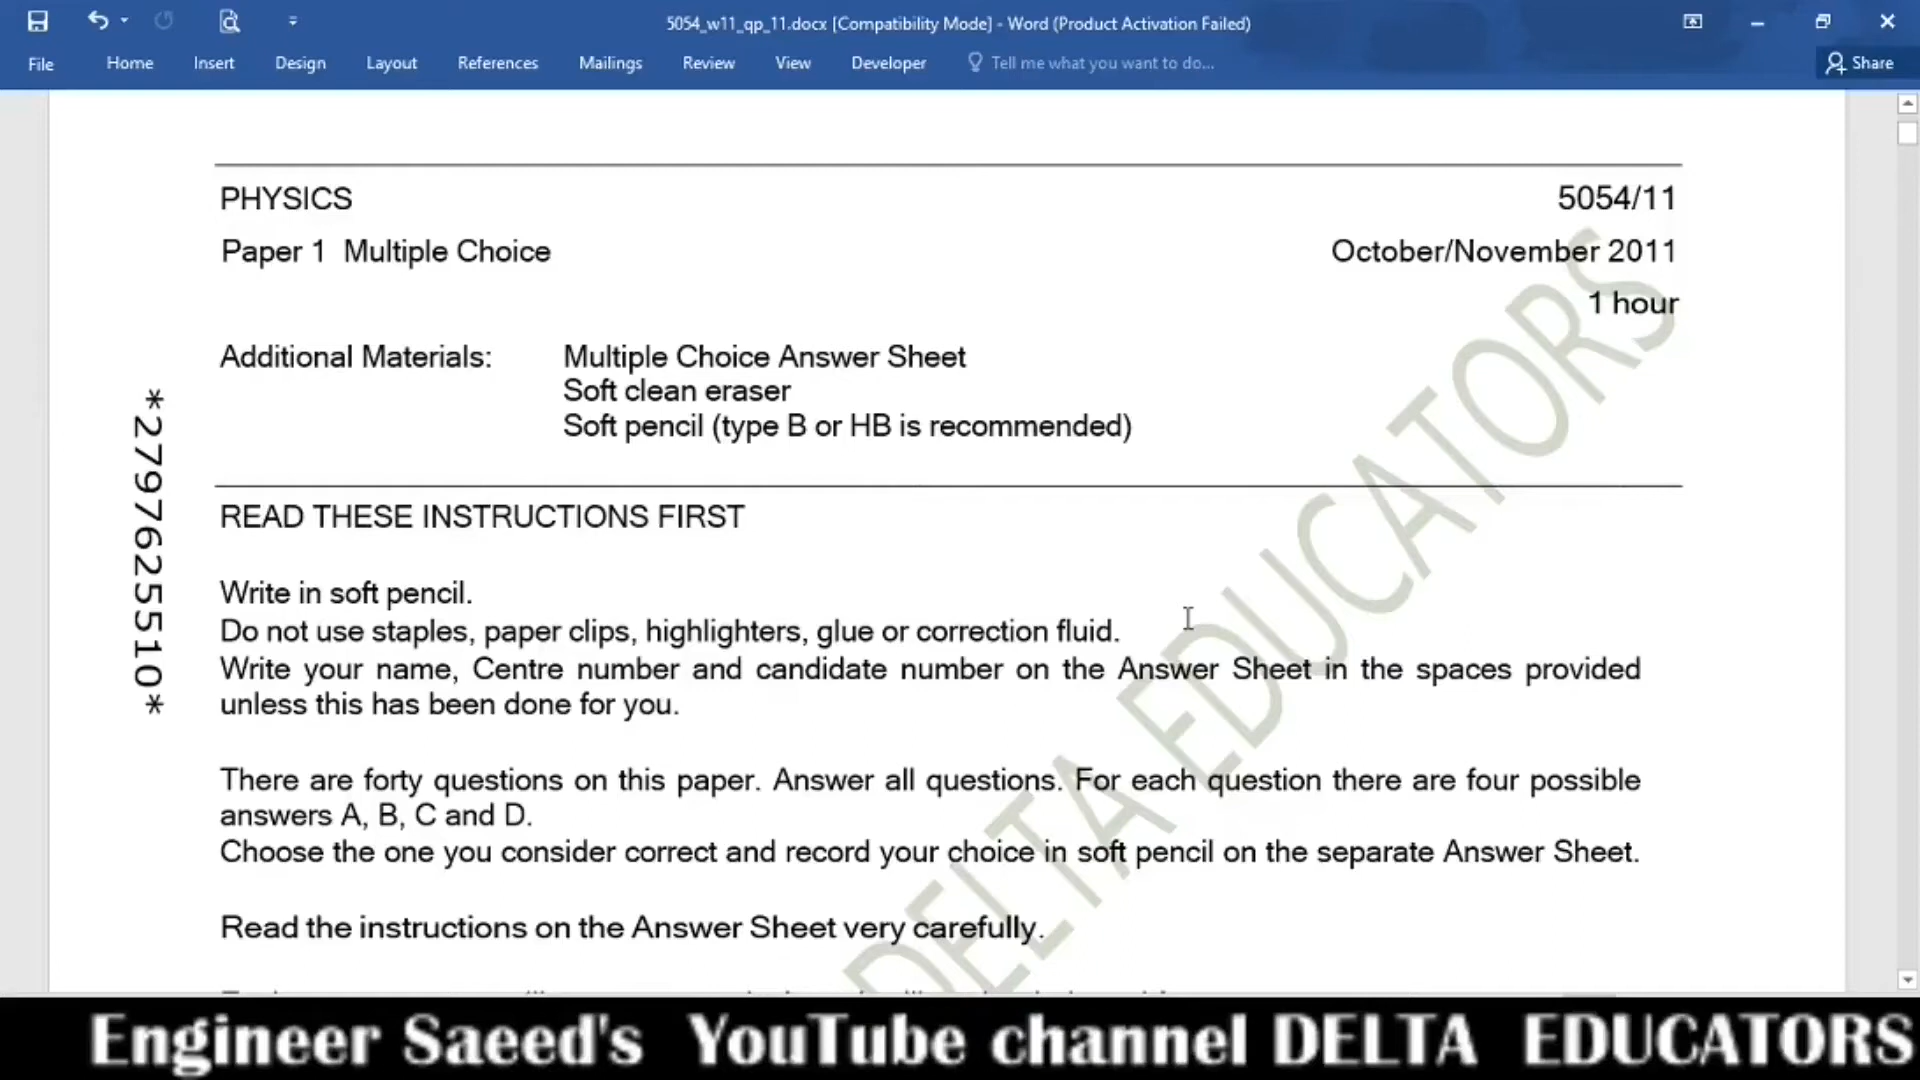 5054_w11_qp_11.docx [Compatibility Mode] - Word (Product Activation Failed)
File Home Insert Design Layout References Mailings Review View Developer Tell me what you want to do... Share
PHYSICS 5054/11
Paper 1 Multiple Choice October/November 2011
1 hour
Additional Materials: Multiple Choice Answer Sheet
Soft clean eraser
Soft pencil (type B or HB is recommended)
*2797625510*
READ THESE INSTRUCTIONS FIRST
Write in soft pencil.
Do not use staples, paper clips, highlighters, glue or correction fluid.
Write your name, Centre number and candidate number on the Answer Sheet in the spaces provided
unless this has been done for you.
There are forty questions on this paper. Answer all questions. For each question there are four possible
answers A, B, C and D.
Choose the one you consider correct and record your choice in soft pencil on the separate Answer Sheet.
Read the instructions on the Answer Sheet very carefully.
DELTA EDUCATORS
Engineer Saeed's YouTube channel DELTA EDUCATORS